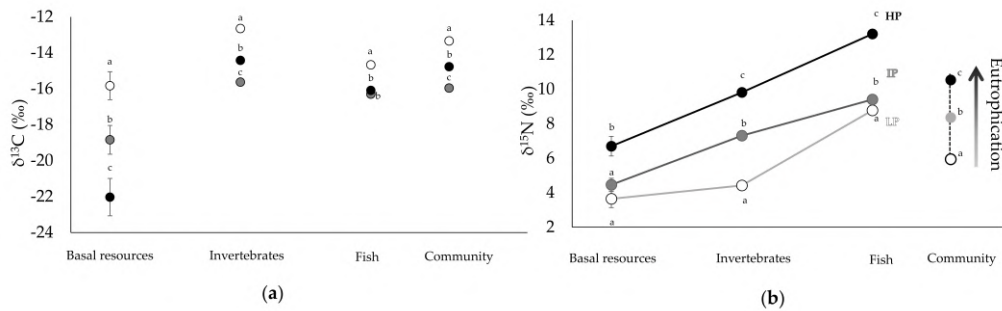 -12
-14
-16
-18
-20
-22
-24
δ13C (‰)
a
b
c
a
b
c
a
b
b
a
b
c
Basal resources
Invertebrates
Fish
Community
(a)
14
12
10
8
6
4
2
δ15N (‰)
b
a
a
c
b
a
c
b
a
HP
IP
LP
c
b
a
Eutrophication
Basal resources
Invertebrates
Fish
Community
(b)